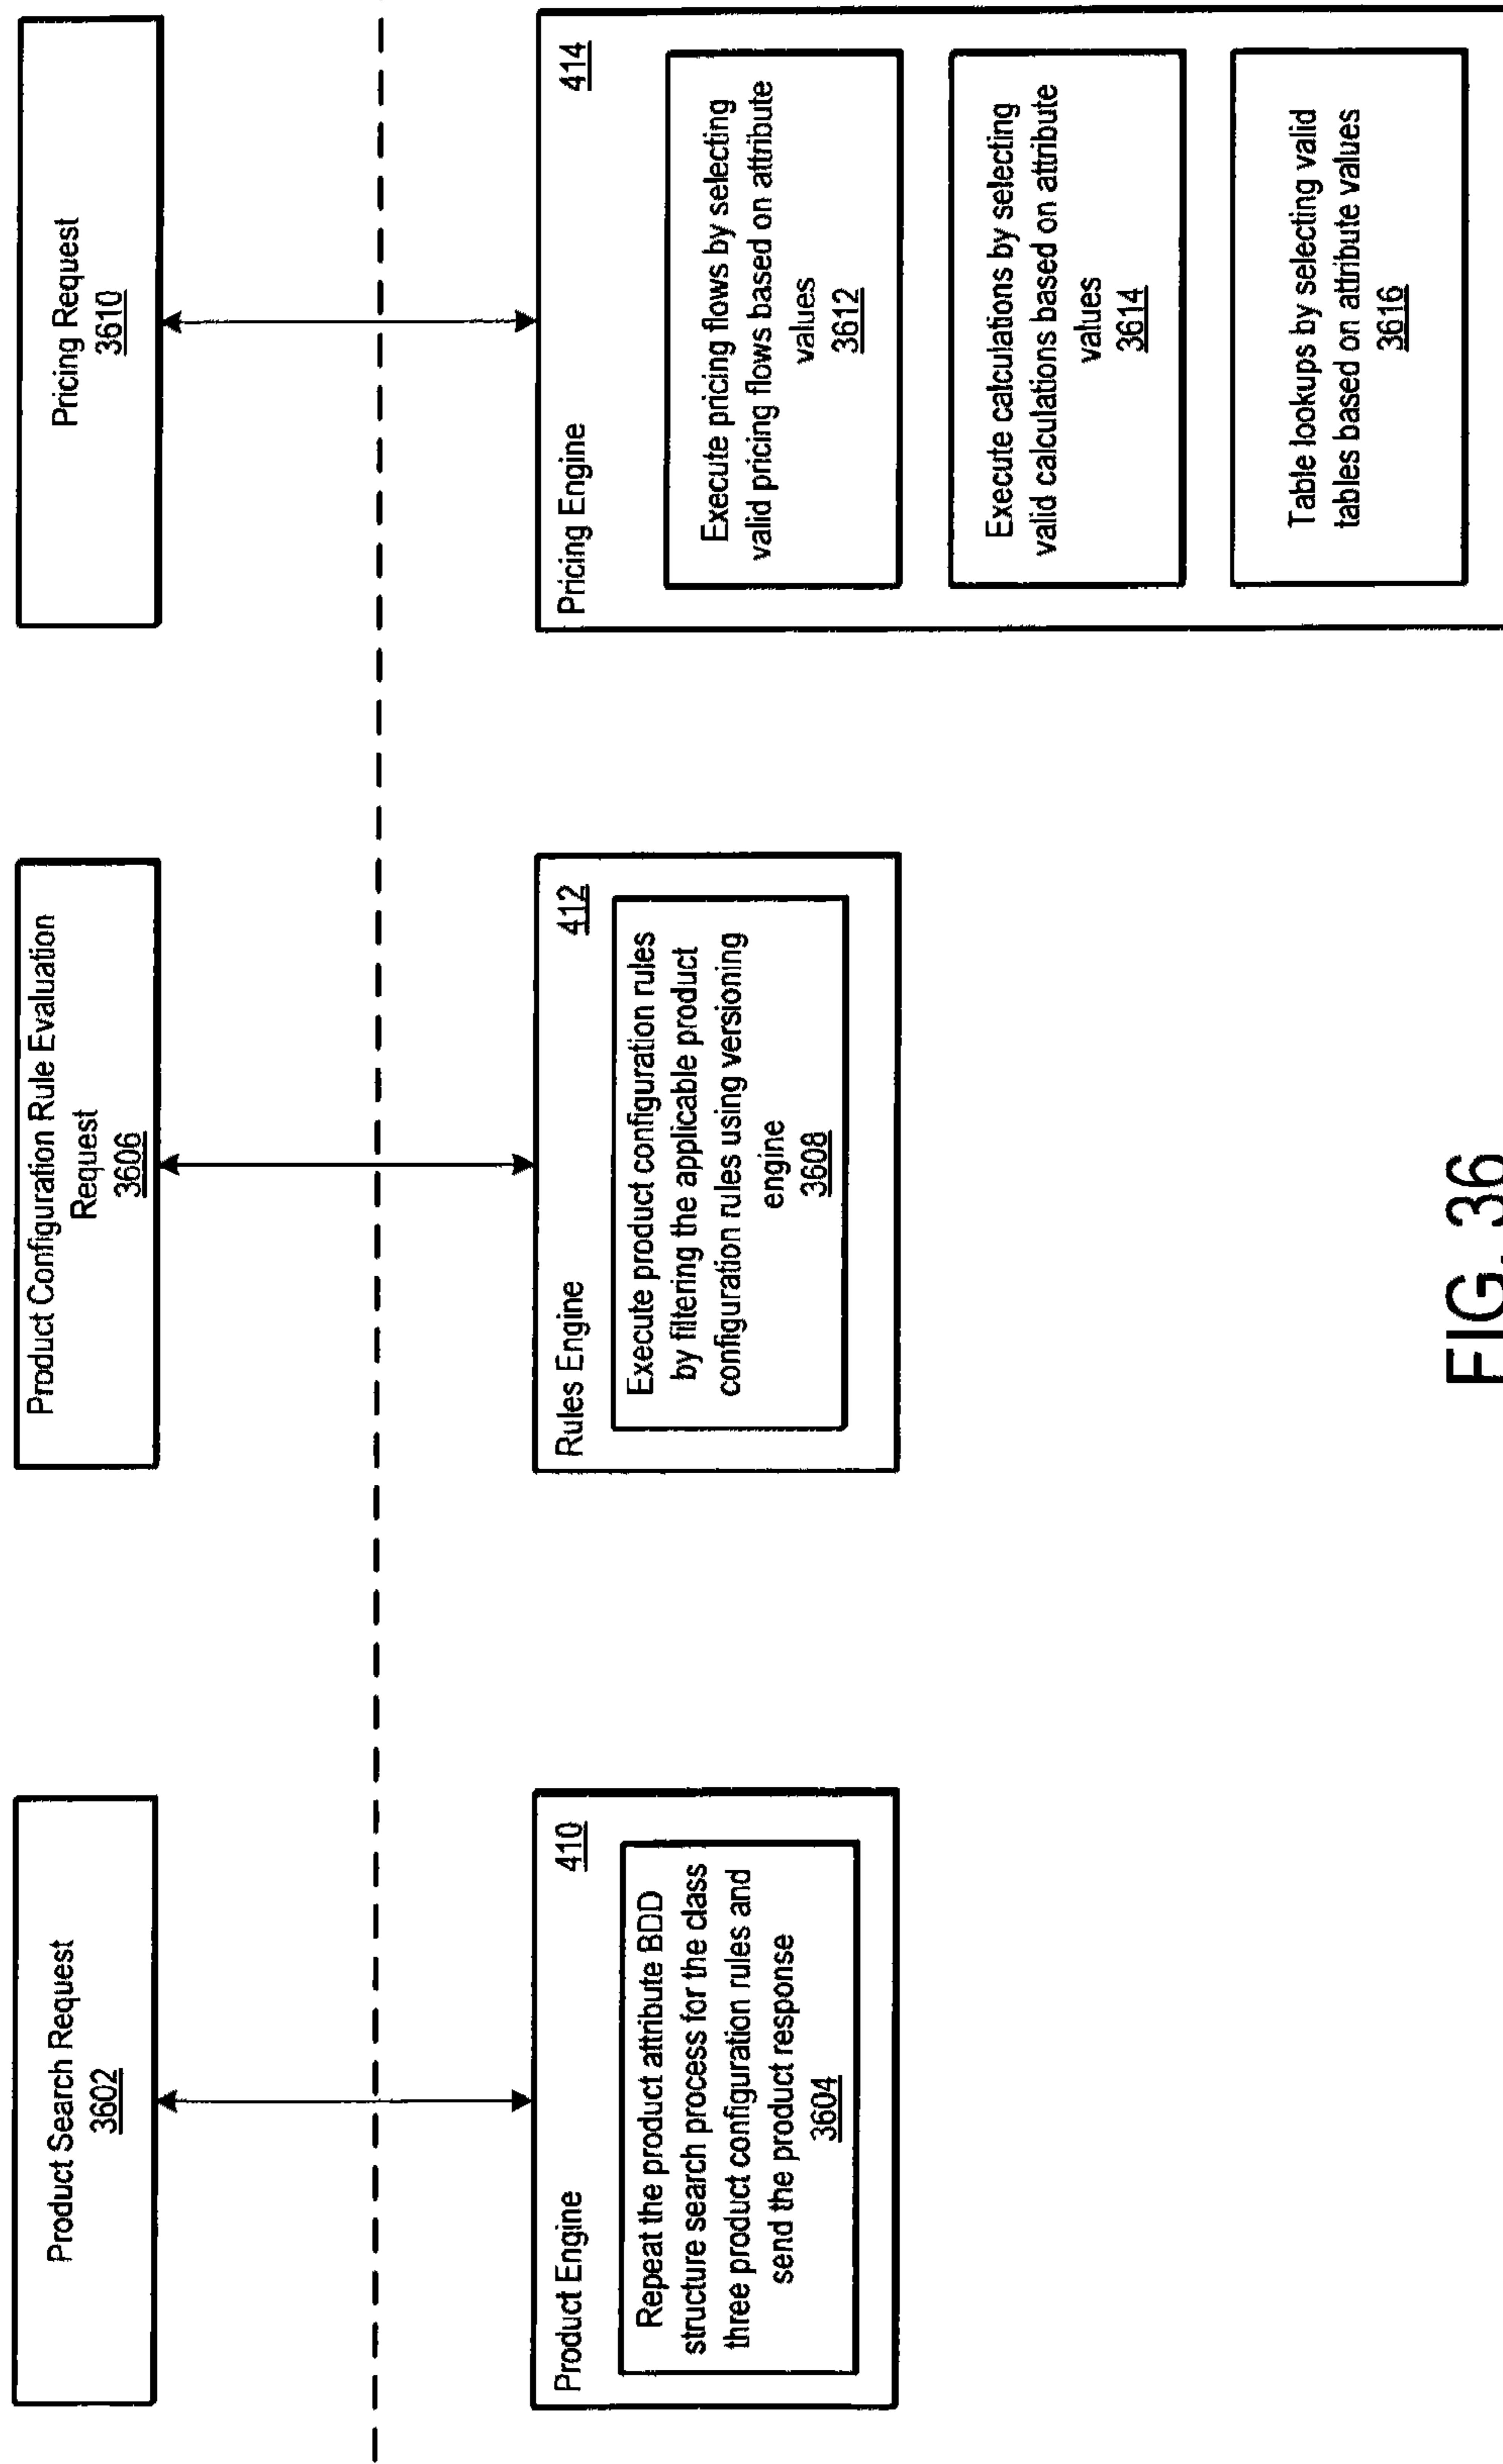 Product Search Request
3602
Product Configuration Rule Evaluation
Request
3606
Pricing Request
3610
Product Engine
410
Repeat the product attribute BDD
structure search process for the class
three product configuration rules and
send the product response
3604
Rules Engine
412
Execute product configuration rules
by filtering the applicable product
configuration rules using versioning
engine
3608
Pricing Engine
414
Execute pricing flows by selecting
valid pricing flows based on attribute
values
3612
Execute calculations by selecting
valid calculations based on attribute
values
3614
Table lookups by selecting valid
tables based on attribute values
3616
FIG. 36